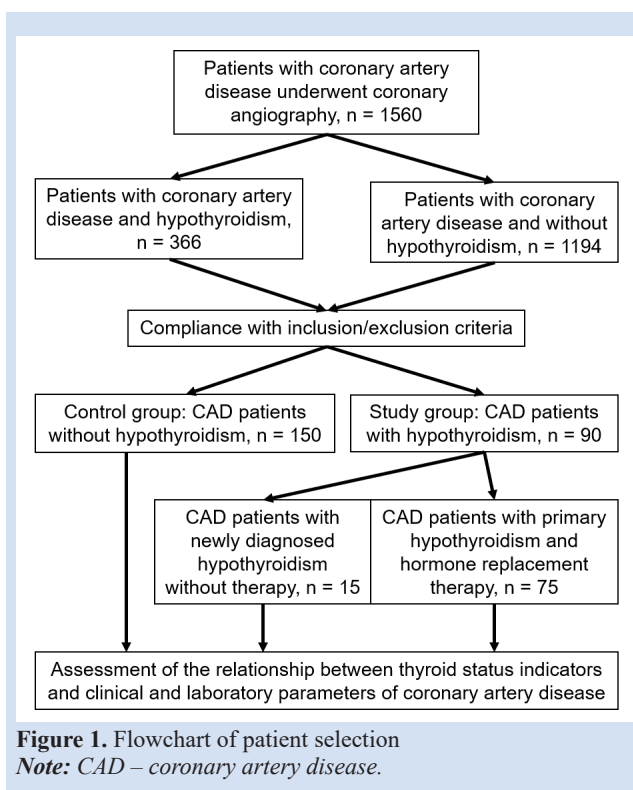 Patients with coronary artery
disease underwent coronary
angiography, n = 1560
Patients with coronary artery
disease and hypothyroidism,
n = 366
Patients with coronary
artery disease and without
hypothyroidism, n = 1194
Compliance with inclusion/exclusion criteria
Control group: CAD patients
without hypothyroidism, n = 150
Study group: CAD patients
with hypothyroidism, n = 90
CAD patients with
newly diagnosed
hypothyroidism
without therapy, n = 15
CAD patients with primary
hypothyroidism and
hormone replacement
therapy, n = 75
Assessment of the relationship between thyroid status indicators
and clinical and laboratory parameters of coronary artery disease
Figure 1. Flowchart of patient selection
Note: CAD – coronary artery disease.